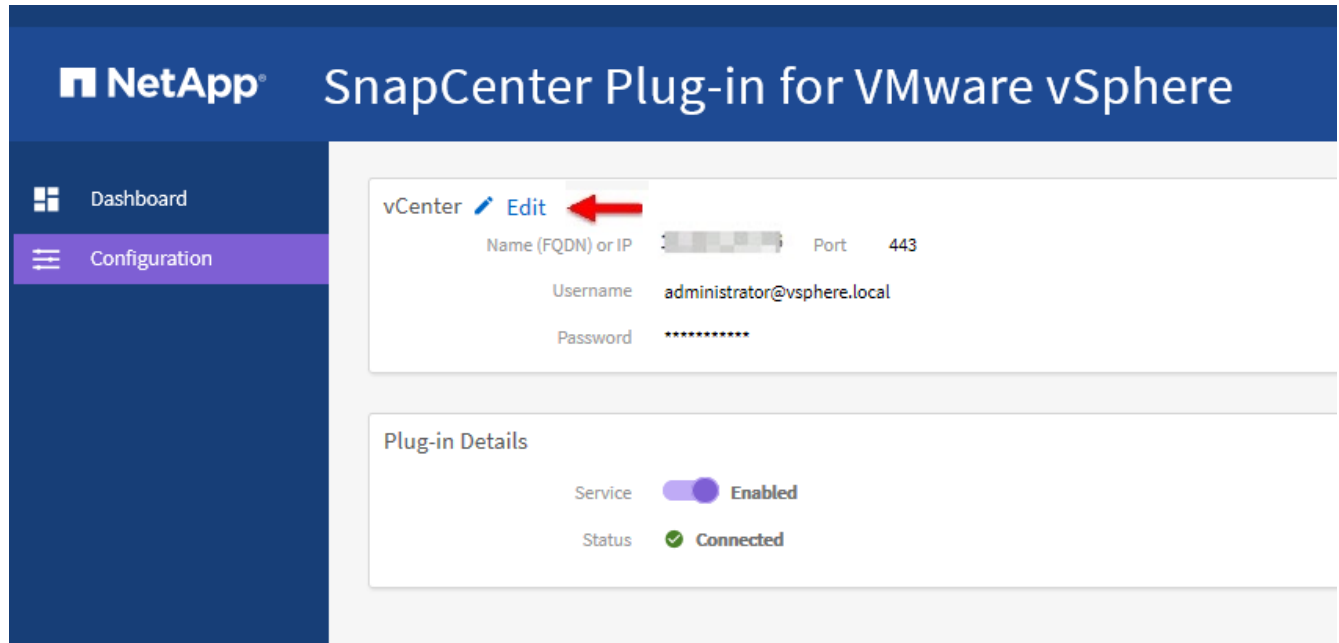 NetApp® SnapCenter Plug-in for VMware vSphere
Dashboard
Configuration
vCenter Edit
Name (FQDN) or IP Port 443
Username administrator@vsphere.local
Password ***********
Plug-in Details
Service Enabled
Status Connected